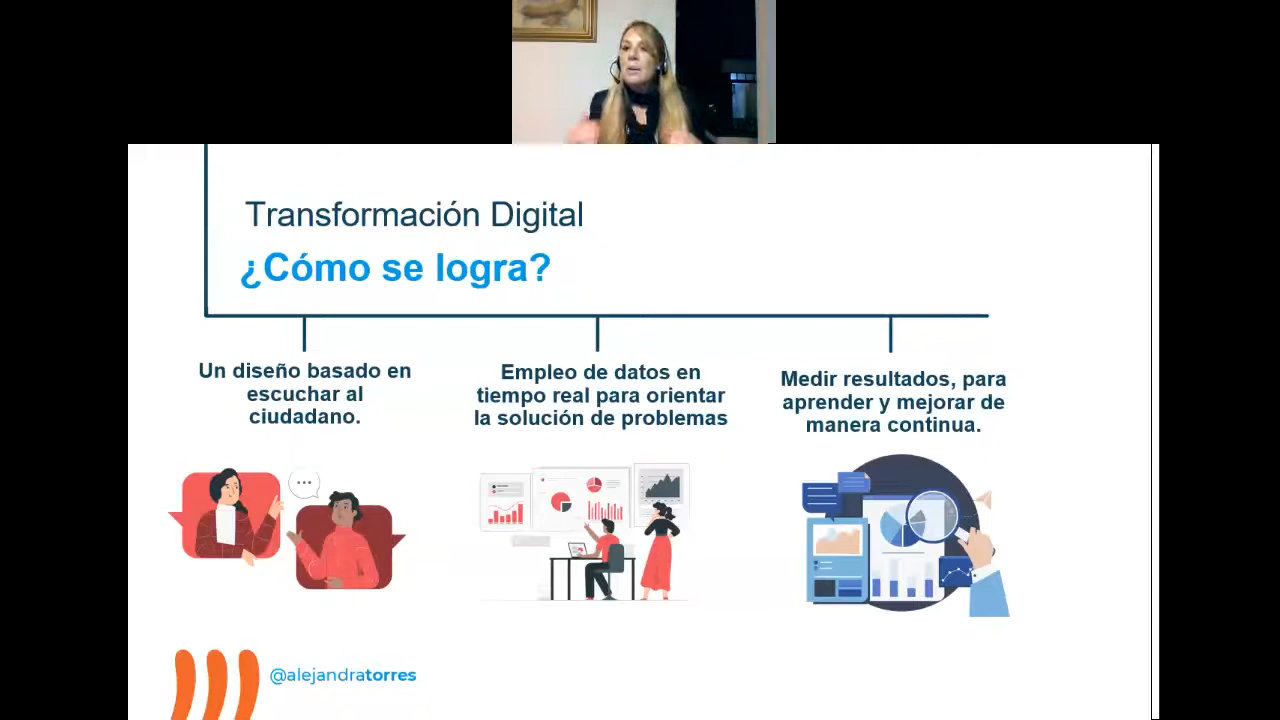 Transformación Digital
¿Cómo se logra?
Un diseño basado en
escuchar al
ciudadano.
Empleo de datos en
tiempo real para orientar
la solución de problemas
Medir resultados, para
aprender y mejorar de
manera continua.
@alejandratorres